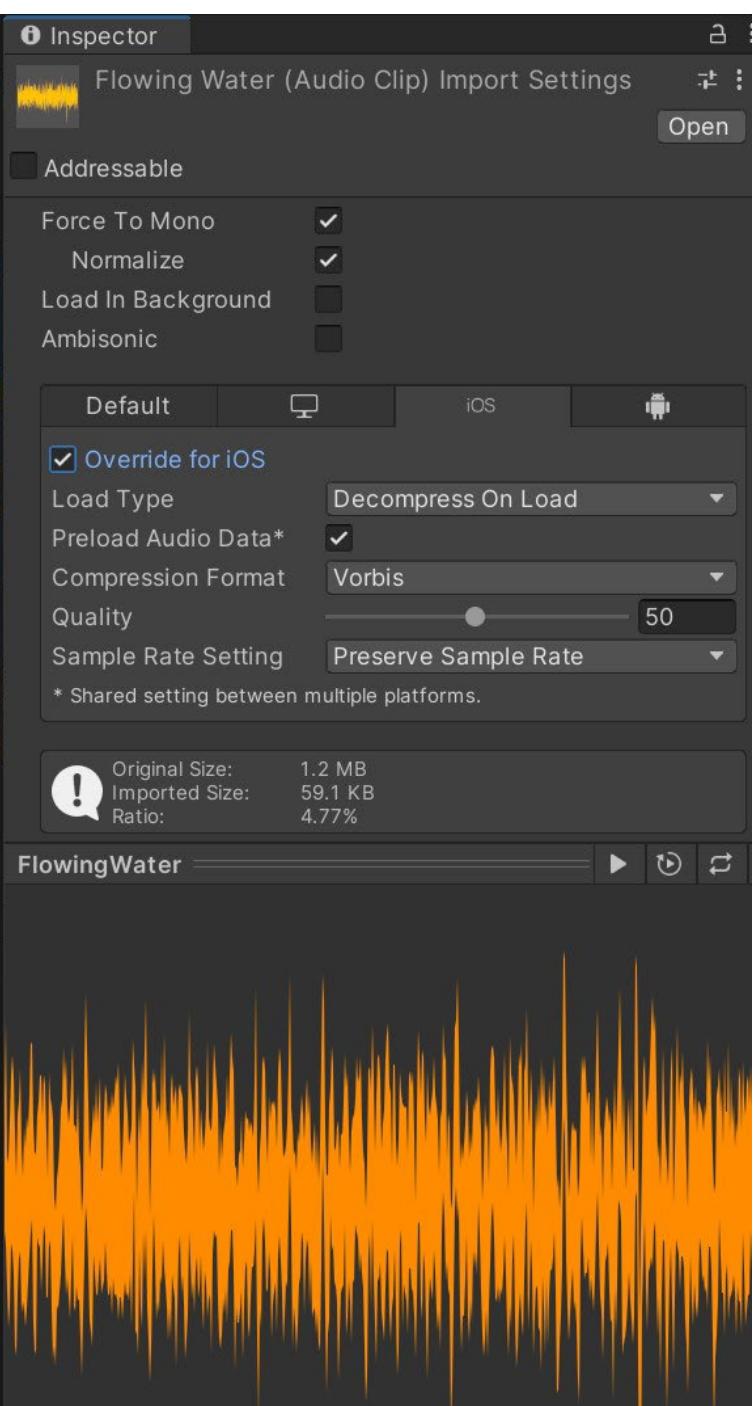 Inspector
Flowing Water (Audio Clip) Import Settings
Open
Addressable
Force To Mono
Normalize
Load In Background
Ambisonic
Default iOS
Override for iOS
Load Type Decompress On Load
Preload Audio Data*
Compression Format Vorbis
Quality 50
Sample Rate Setting Preserve Sample Rate
* Shared setting between multiple platforms.
Original Size: 1.2 MB
Imported Size: 59.1 KB
Ratio: 4.77%
FlowingWater